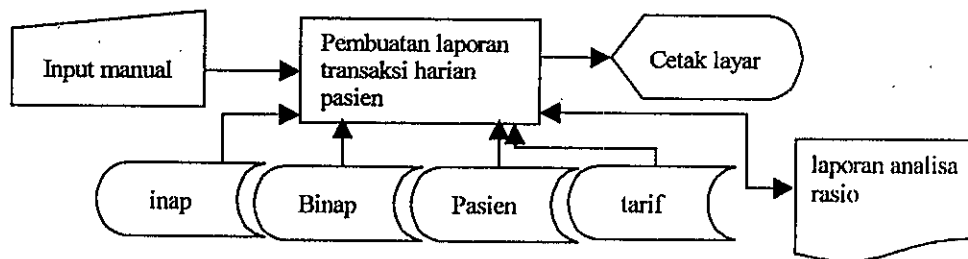 Input manual
Pembuatan laporan
transaksi harian
pasien
Cetak layar
inap
Binap
Pasien
tarif
laporan analisa
rasio